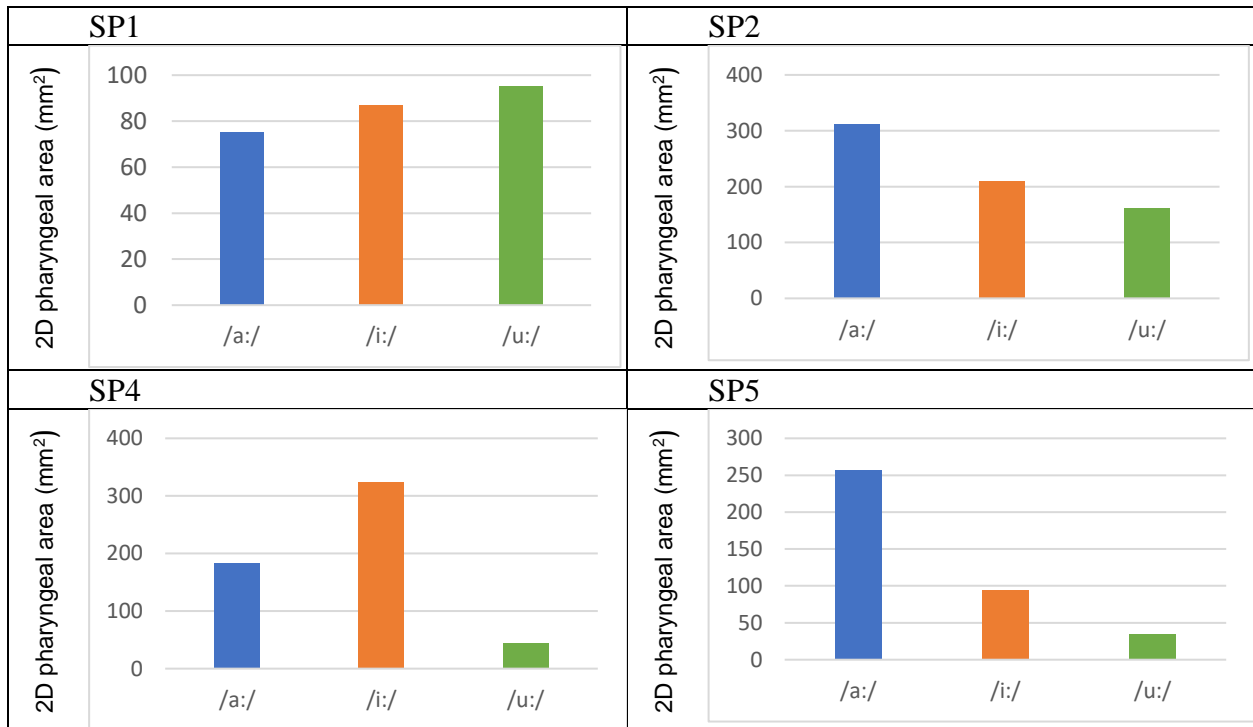 SP1
2D pharyngeal area (mm²)
100
80
60
40
20
0
/a:/ /i:/ /u:/
SP2
2D pharyngeal area (mm²)
400
300
200
100
0
/a:/ /i:/ /u:/
SP4
2D pharyngeal area (mm²)
400
300
200
100
0
/a:/ /i:/ /u:/
SP5
2D pharyngeal area (mm²)
300
250
200
150
100
50
0
/a:/ /i:/ /u:/